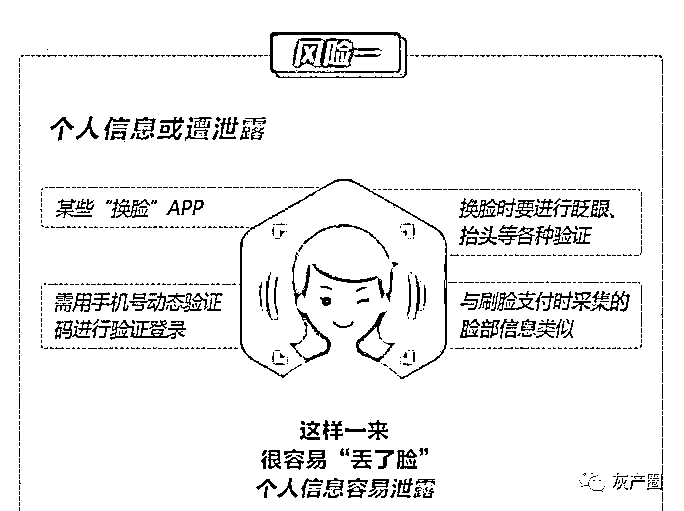 风险一
个人信息或遭泄露
某些“换脸”APP
换脸时要进行眨眼、
抬头等各种验证
需用手机号动态验证
码进行验证登录
与刷脸支付时采集的
脸部信息类似
这样一来
很容易“丢了脸”
个人信息容易泄露
灰产圈